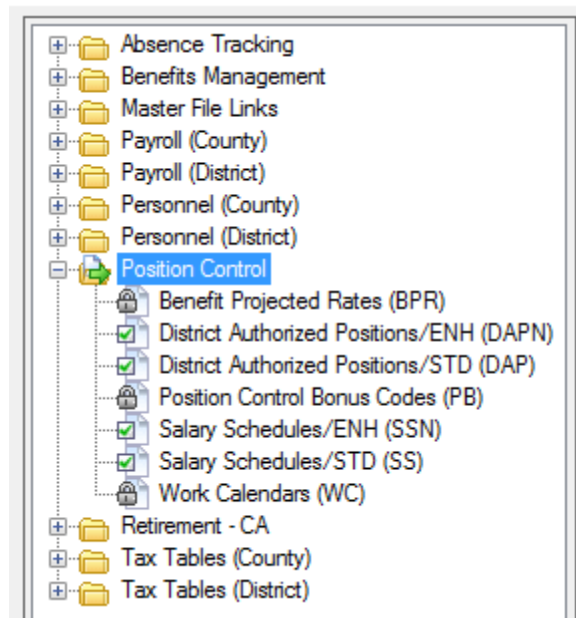 Absence Tracking
Benefits Management
Master File Links
Payroll (County)
Payroll (District)
Personnel (County)
Personnel (District)
Position Control
Benefit Projected Rates (BPR)
District Authorized Positions/ENH (DAPN)
District Authorized Positions/STD (DAP)
Position Control Bonus Codes (PB)
Salary Schedules/ENH (SSN)
Salary Schedules/STD (SS)
Work Calendars (WC)
Retirement - CA
Tax Tables (County)
Tax Tables (District)